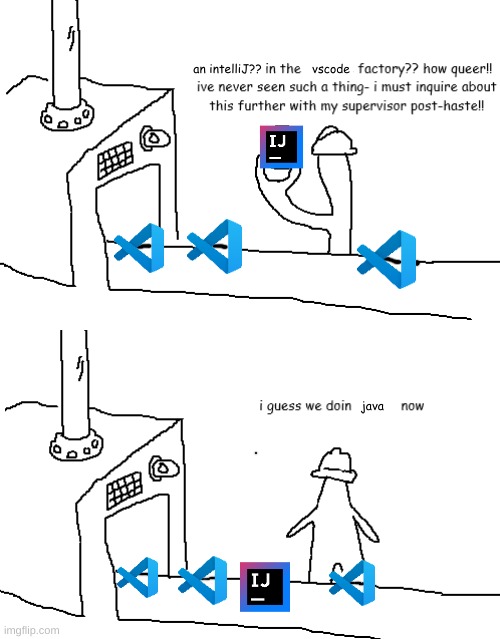 an intelliJ?? in the vscode factory?? how queer!!
ive never seen such a thing- i must inquire about
this further with my supervisor post-haste!!
IJ
i guess we doin java now
IJ
imgflip.com